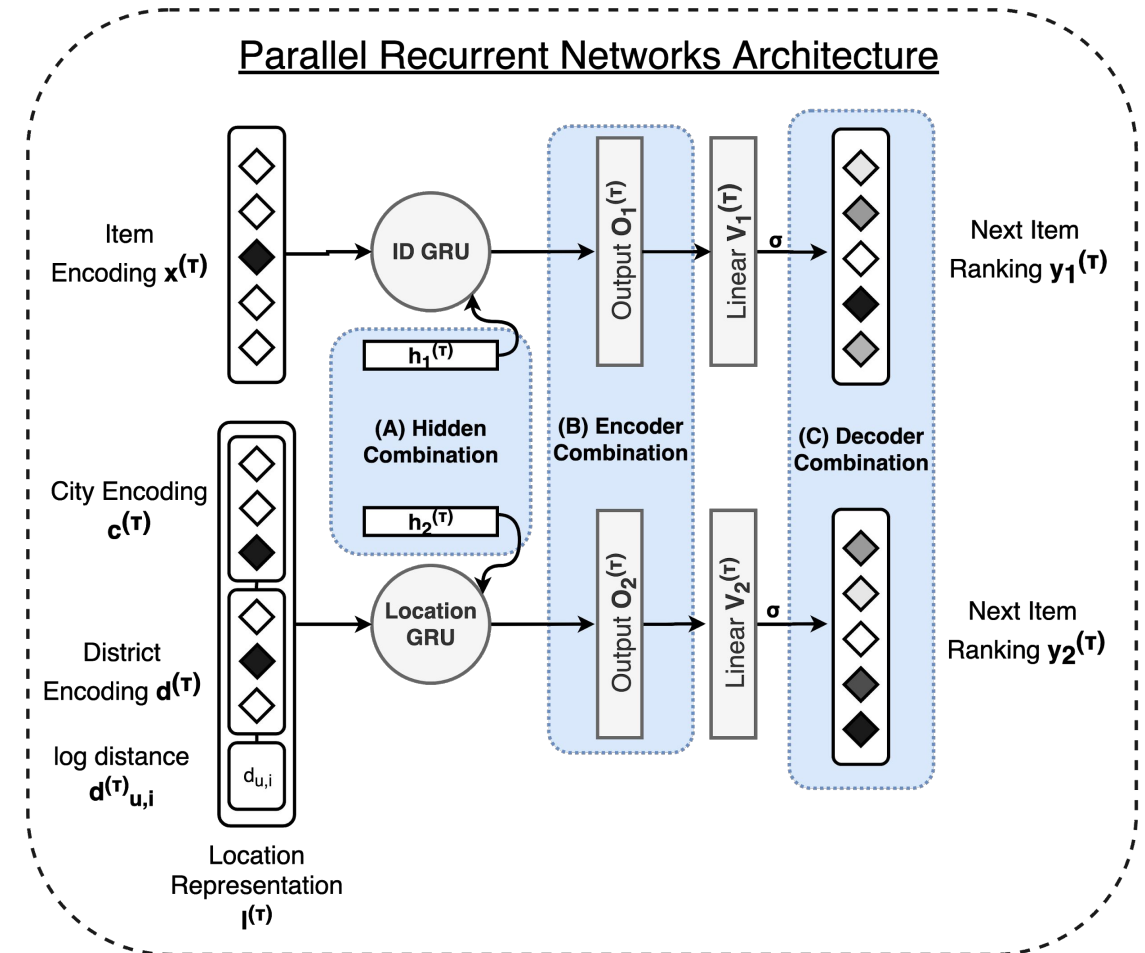 Parallel Recurrent Networks Architecture
Item
Encoding x(τ)
ID GRU
h1(τ)
Output O1(τ)
Linear V1(τ)
σ
Next Item
Ranking y1(τ)
(A) Hidden
Combination
(B) Encoder
Combination
(C) Decoder
Combination
City Encoding
c(τ)
h2(τ)
District
Encoding d(τ)
Location
GRU
Output O2(τ)
Linear V2(τ)
σ
Next Item
Ranking y2(τ)
log distance
d(τ)u,i
du,i
Location
Representation
l(τ)